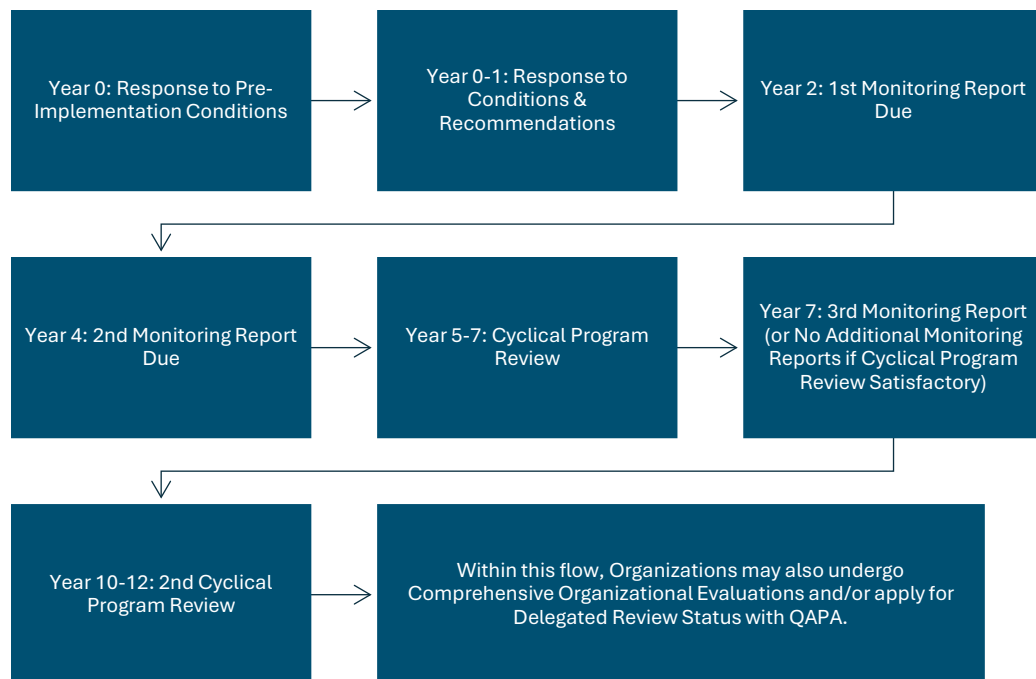 Year 0: Response to Pre-
Implementation Conditions
Year 0-1: Response to
Conditions &
Recommendations
Year 2: 1st Monitoring Report
Due
Year 4: 2nd Monitoring Report
Due
Year 5-7: Cyclical Program
Review
Year 7: 3rd Monitoring Report
(or No Additional Monitoring
Reports if Cyclical Program
Review Satisfactory)
Year 10-12: 2nd Cyclical
Program Review
Within this flow, Organizations may also undergo
Comprehensive Organizational Evaluations and/or apply for
Delegated Review Status with QAPA.